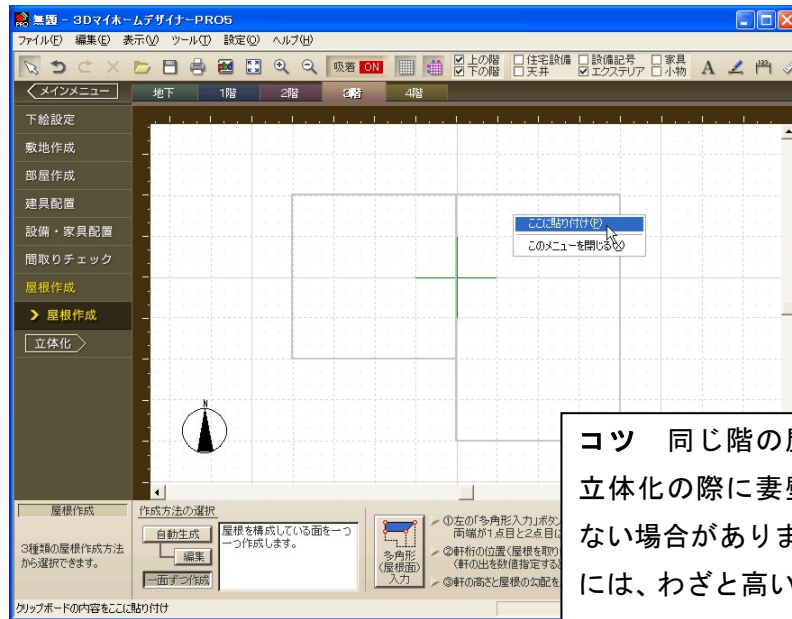 無題 - 3DマイホームデザイナーPRO5
ファイル(F) 編集(E) 表示(V) ツール(T) 設定(O) ヘルプ(H)
吸着 ON
上の階 住宅設備 設備記号 家具
下の階 天井 エクステリア 小物
メインメニュー
地下 1階 2階 3階 4階
下絵設定
敷地作成
部屋作成
建具配置
設備・家具配置
間取りチェック
屋根作成
屋根作成
立体化
ここに貼り付け(P)
このメニューを閉じる(X)
N
コツ 同じ階の
立体化の際に妻
ない場合がありま
には、わざと高い
屋根作成
3種類の屋根作成方法
から選択できます。
作成方法の選択
自動生成
編集
一面ずつ作成
屋根を構成している面を一つ
一つ作成します。
多角形
(屋根面)
入力
①左の「多角形入力」ボタン
両端が1点目と2点目に
②軒桁の位置(屋根を取り
(軒の出を数値指定する
③軒の高さと屋根の勾配を
クリップボードの内容をここに貼り付け